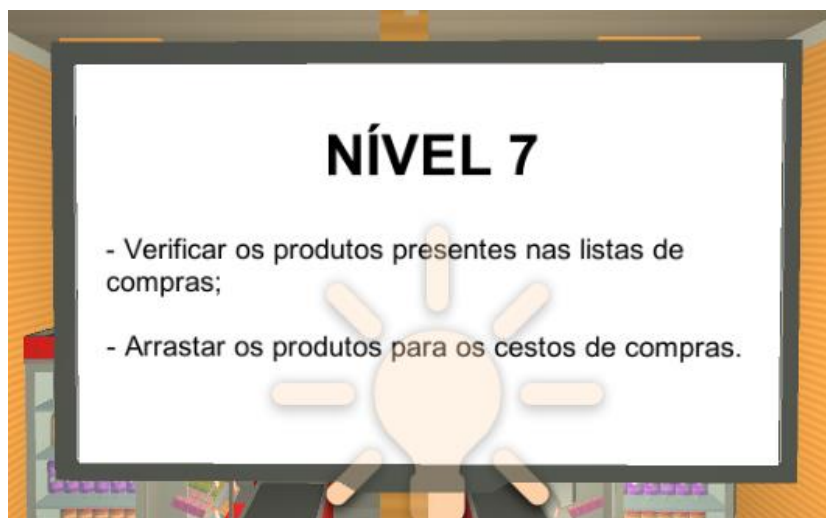 NÍVEL 7
- Verificar os produtos presentes nas listas de
compras;
- Arrastar os produtos para os cestos de compras.